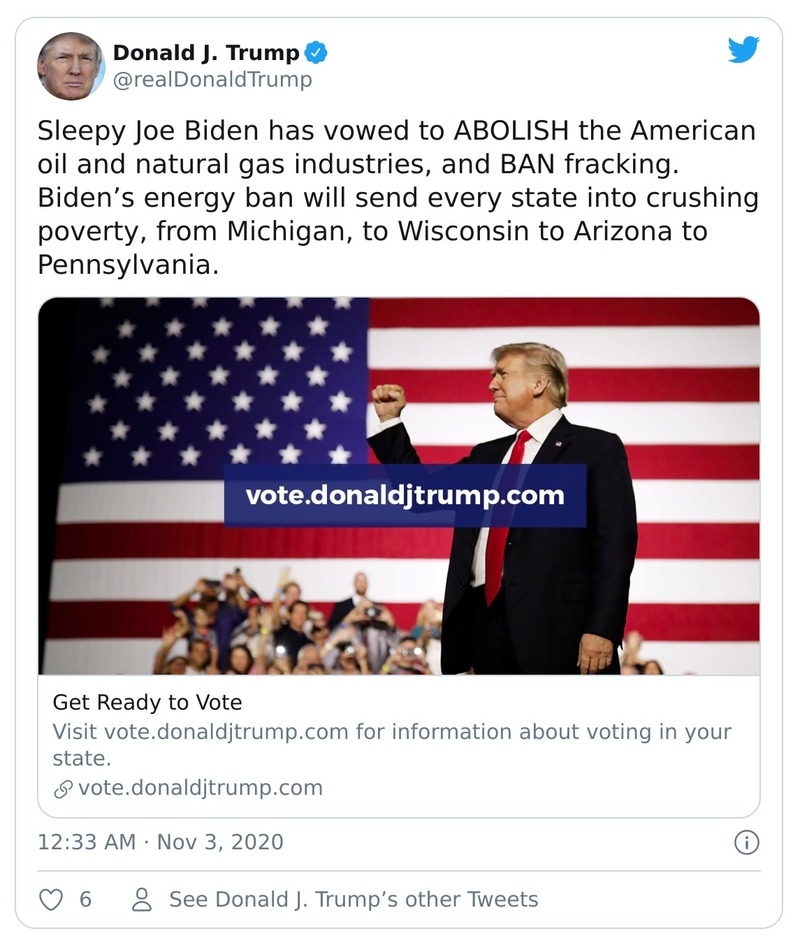 Donald J. Trump
@realDonaldTrump
Sleepy Joe Biden has vowed to ABOLISH the American
oil and natural gas industries, and BAN fracking.
Biden’s energy ban will send every state into crushing
poverty, from Michigan, to Wisconsin to Arizona to
Pennsylvania.
vote.donaldjtrump.com
Get Ready to Vote
Visit vote.donaldjtrump.com for information about voting in your
state.
vote.donaldjtrump.com
12:33 AM · Nov 3, 2020
6 See Donald J. Trump’s other Tweets